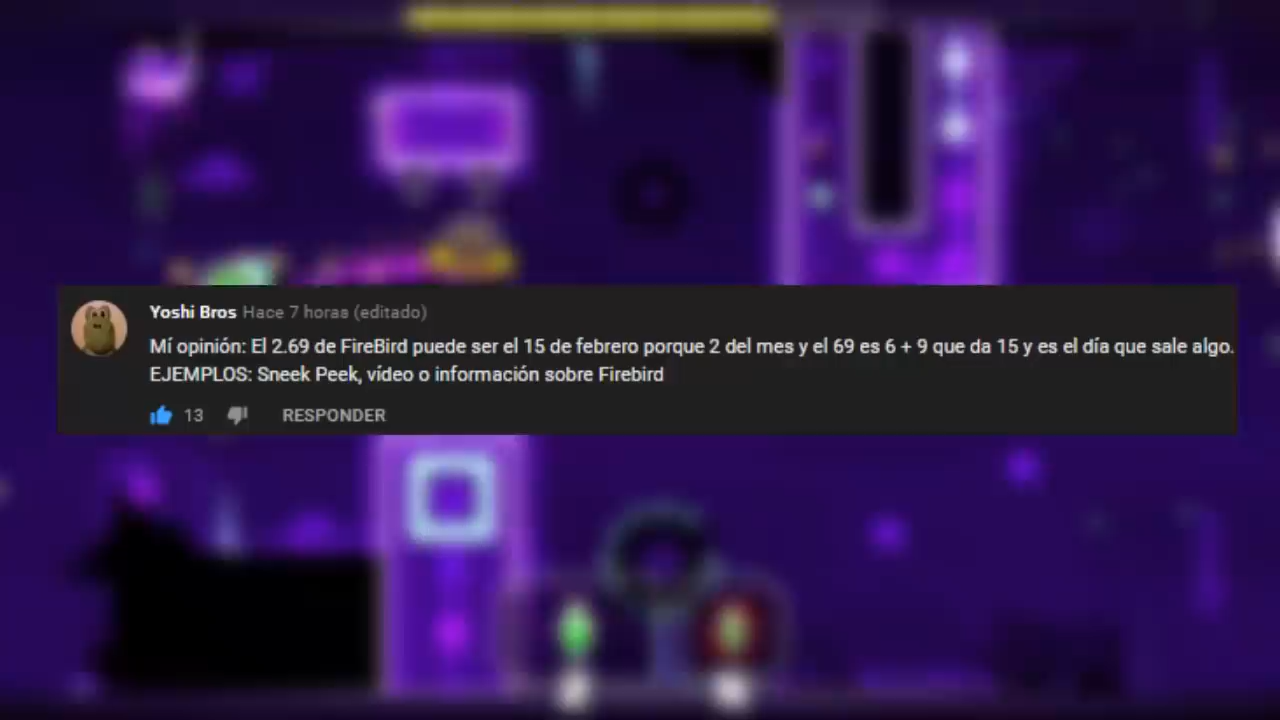 Yoshi Bros Hace 7 horas (editado)
Mí opinión: El 2.69 de FireBird puede ser el 15 de febrero porque 2 del mes y el 69 es 6 + 9 que da 15 y es el día que sale algo.
EJEMPLOS: Sneek Peek, vídeo o información sobre Firebird
13 RESPONDER